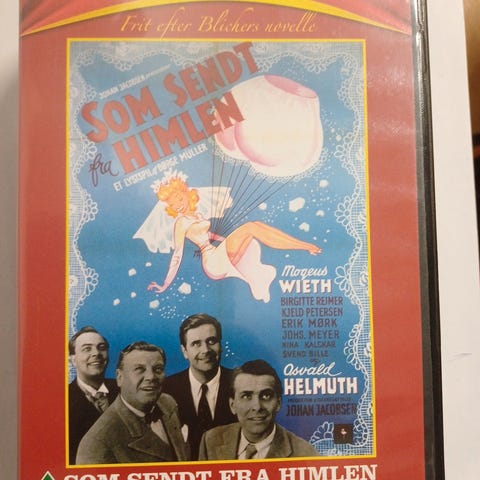 Frit efter Blichers novelle
JOHAN JACOBSEN præsenterer
SOM SENDT
fra HIMLEN
ET LYSTSPIL af BØRGE MÜLLER
Mogens
WIETH
BIRGITTE REIMER
KJELD PETERSEN
ERIK MØRK
JOHS. MEYER
NINA KALCKAR
SVEND BILLE
og
Osvald
HELMUTH
JOHAN JACOBSEN
SOM SENDT FRA HIMLEN